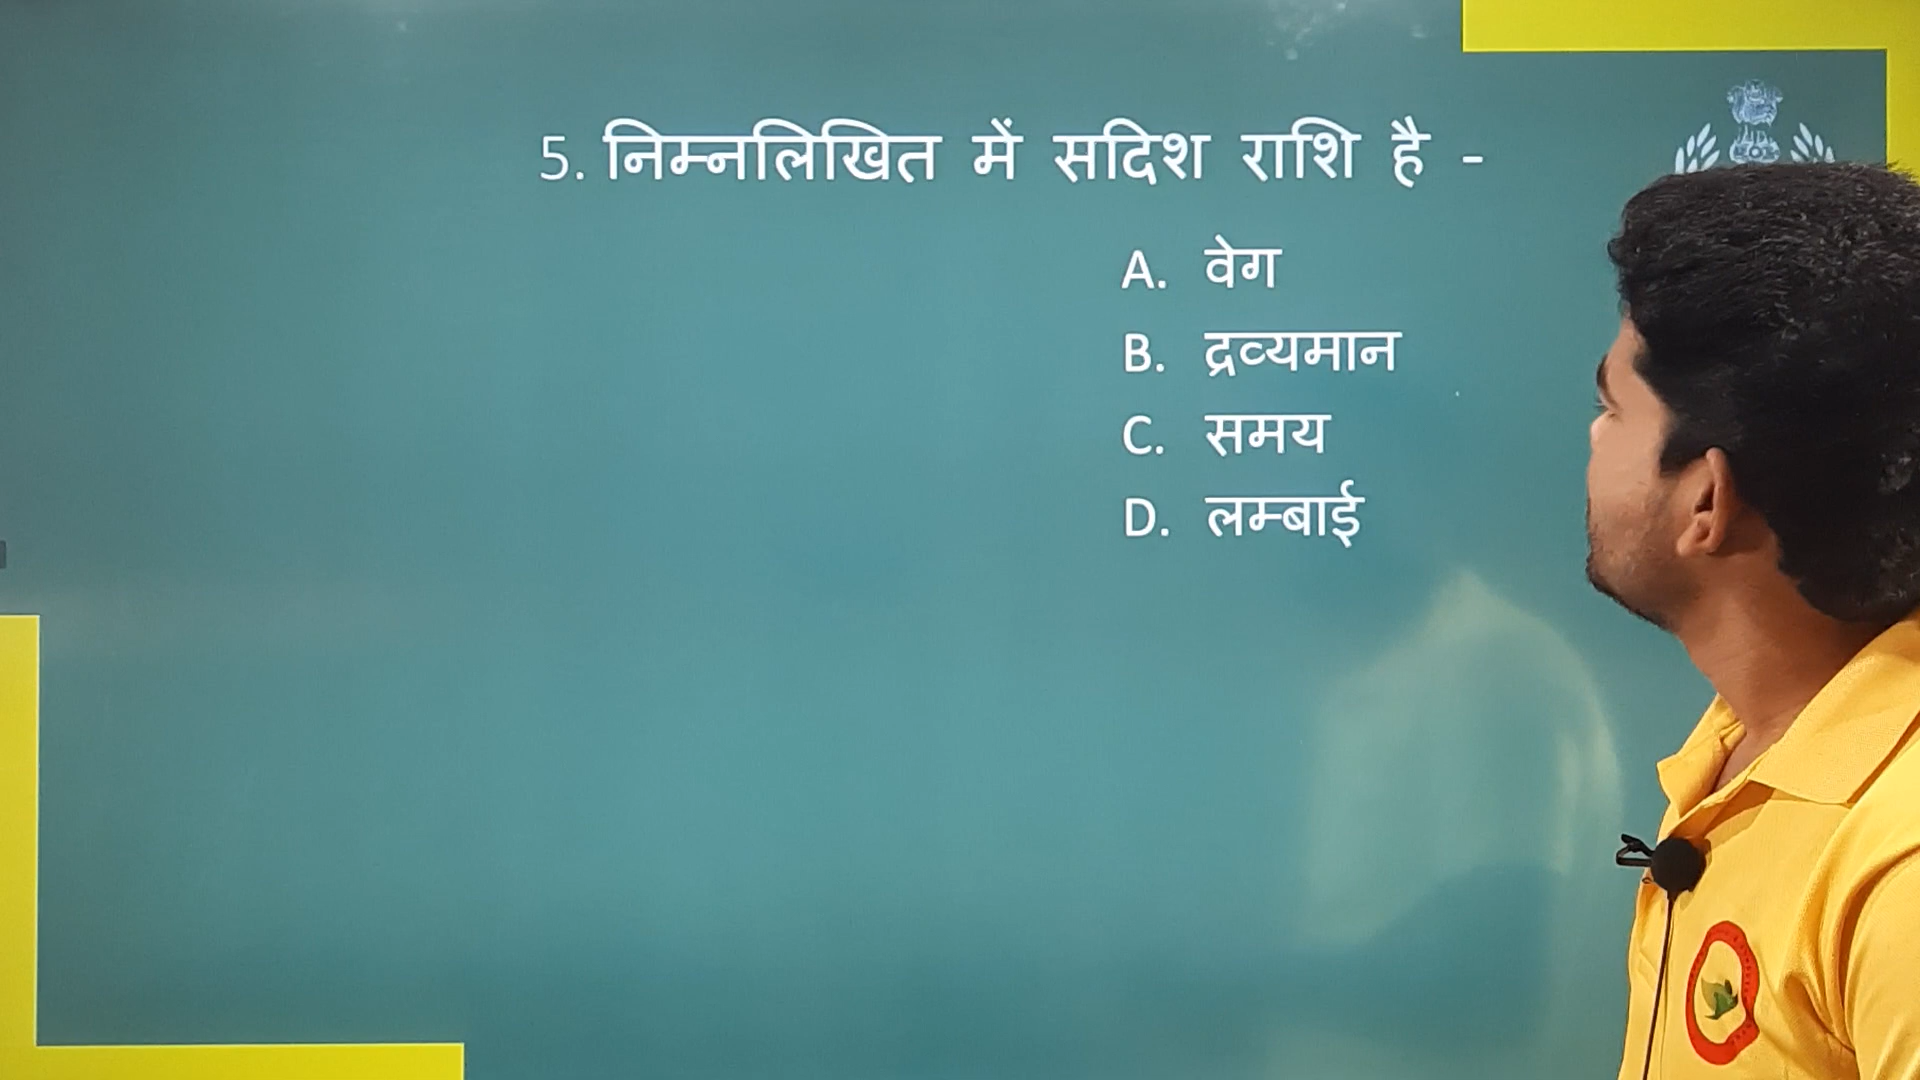 5. निम्नलिखित में सदिश राशि है -
A. वेग
B. द्रव्यमान
C. समय
D. लम्बाई